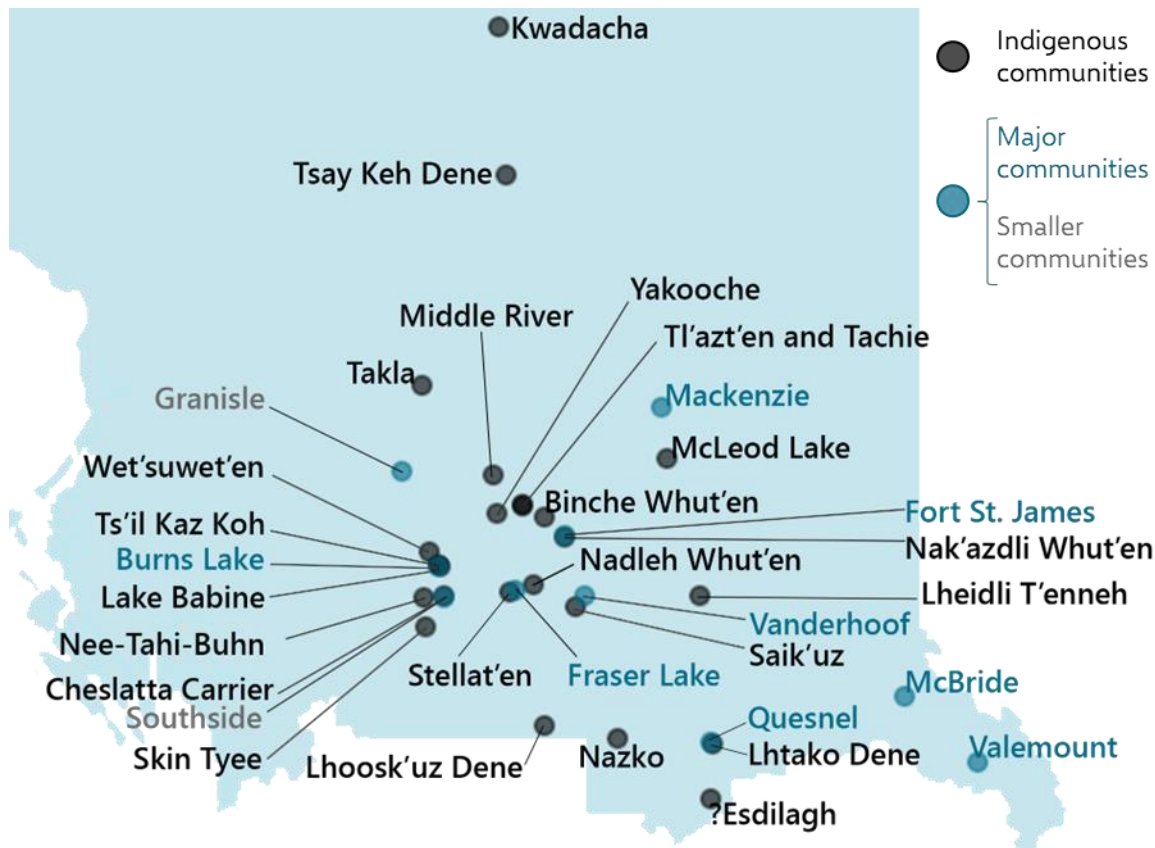 Kwadacha
Indigenous
communities
Major
communities
Tsay Keh Dene
Smaller
communities
Yakooche
Middle River
Tl'azt'en and Tachie
Takla
Granisle
Mackenzie
McLeod Lake
Wet'suwet'en
Binche Whut'en
Ts'il Kaz Koh
Fort St. James
Burns Lake
Nadleh Whut'en
Nak'azdli Whut'en
Lake Babine
Lheidli T'enneh
Vanderhoof
Nee-Tahi-Buhn
Saik'uz
Stellat'en
Fraser Lake
Cheslatta Carrier
McBride
Southside
Quesnel
Skin Tyee
Lhoosk'uz Dene
Nazko
Lhtako Dene
Valemount
?Esdilagh